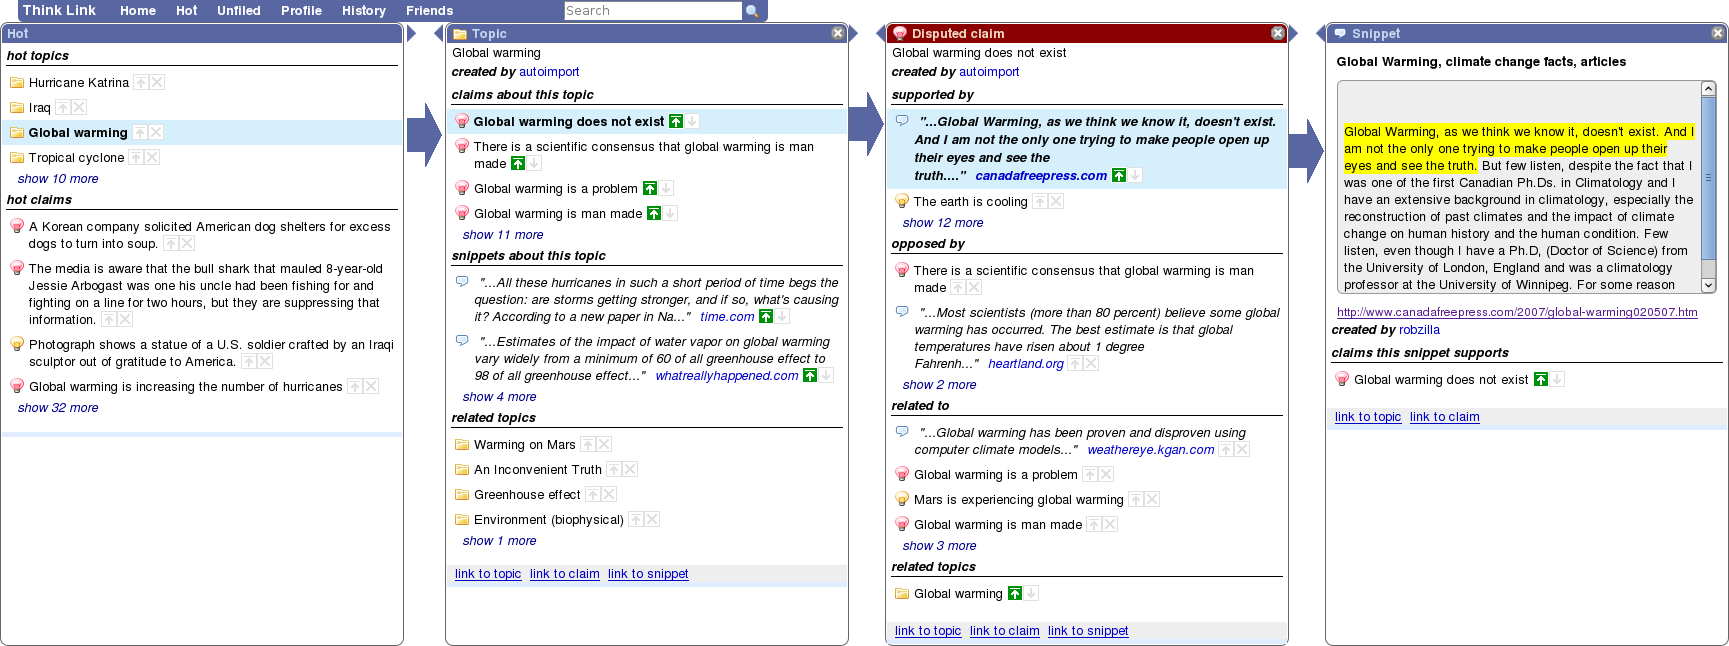 Think Link Home Hot Unfiled Profile History Friends Search
Hot
hot topics
Hurricane Katrina
Iraq
Global warming
Tropical cyclone
show 10 more
hot claims
A Korean company solicited American dog shelters for excess
dogs to turn into soup.
The media is aware that the bull shark that mauled 8-year-old
Jessie Arbogast was one his uncle had been fishing for and
fighting on a line for two hours, but they are suppressing that
information.
Photograph shows a statue of a U.S. soldier crafted by an Iraqi
sculptor out of gratitude to America.
Global warming is increasing the number of hurricanes
show 32 more
Topic
Global warming
created by autoimport
claims about this topic
Global warming does not exist
There is a scientific consensus that global warming is man
made
Global warming is a problem
Global warming is man made
show 11 more
snippets about this topic
"...All these hurricanes in such a short period of time begs the
question: are storms getting stronger, and if so, what's causing
it? According to a new paper in Na..." time.com
"...Estimates of the impact of water vapor on global warming
vary widely from a minimum of 60 of all greenhouse effect to
98 of all greenhouse effect..." whatreallyhappened.com
show 4 more
related topics
Warming on Mars
An Inconvenient Truth
Greenhouse effect
Environment (biophysical)
show 1 more
link to topic link to claim link to snippet
Disputed claim
Global warming does not exist
created by autoimport
supported by
"...Global Warming, as we think we know it, doesn't exist.
And I am not the only one trying to make people open up
their eyes and see the
truth...." canadafreepress.com
The earth is cooling
show 12 more
opposed by
There is a scientific consensus that global warming is man
made
"...Most scientists (more than 80 percent) believe some global
warming has occurred. The best estimate is that global
temperatures have risen about 1 degree
Fahrenh..." heartland.org
show 2 more
related to
"...Global warming has been proven and disproven using
computer climate models..." weathereye.kgan.com
Global warming is a problem
Mars is experiencing global warming
Global warming is man made
show 3 more
related topics
Global warming
link to topic link to claim link to snippet
Snippet
Global Warming, climate change facts, articles
Global Warming, as we think we know it, doesn't exist. And I
am not the only one trying to make people open up their
eyes and see the truth. But few listen, despite the fact that I
was one of the first Canadian Ph.Ds. in Climatology and I
have an extensive background in climatology, especially the
reconstruction of past climates and the impact of climate
change on human history and the human condition. Few
listen, even though I have a Ph.D, (Doctor of Science) from
the University of London, England and was a climatology
professor at the University of Winnipeg. For some reason
http://www.canadafreepress.com/2007/global-warming020507.htm
created by robzilla
claims this snippet supports
Global warming does not exist
link to topic link to claim